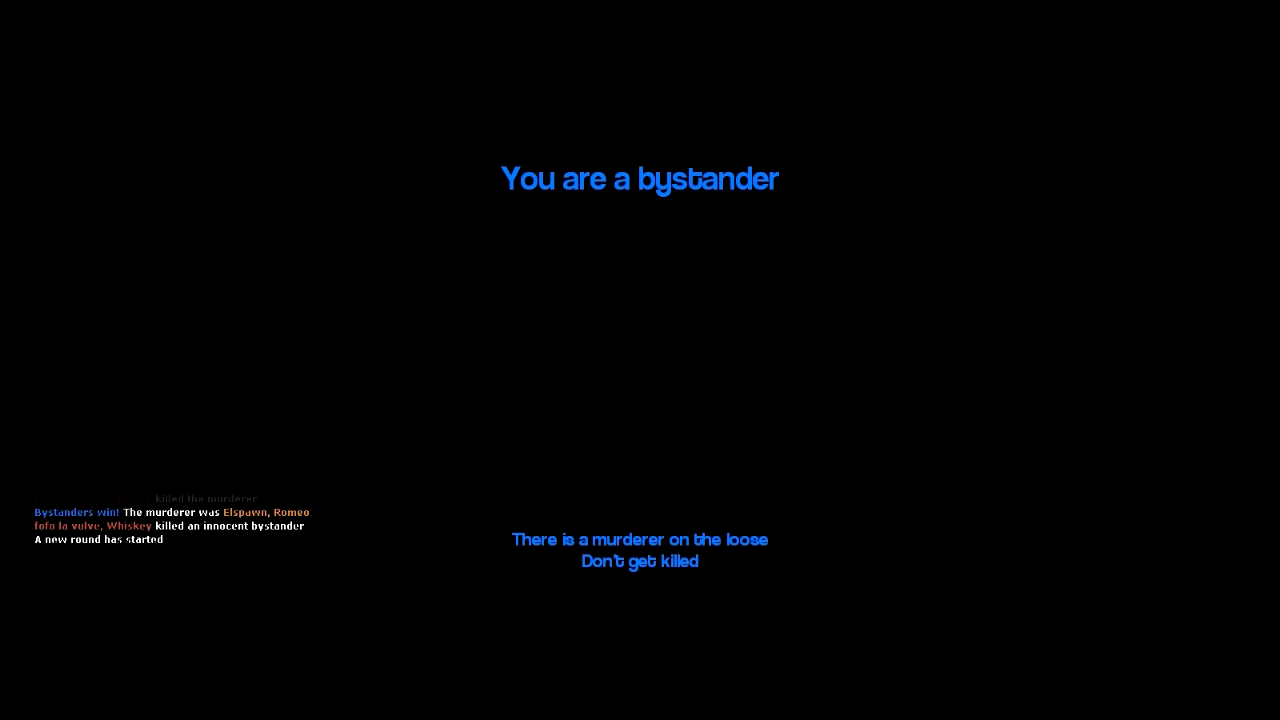 You are a bystander
killed the murderer
Bystanders win! The murderer was Elspawn, Romeo
fofo la vulve, Whiskey killed an innocent bystander
A new round has started
There is a murderer on the loose
Don't get killed